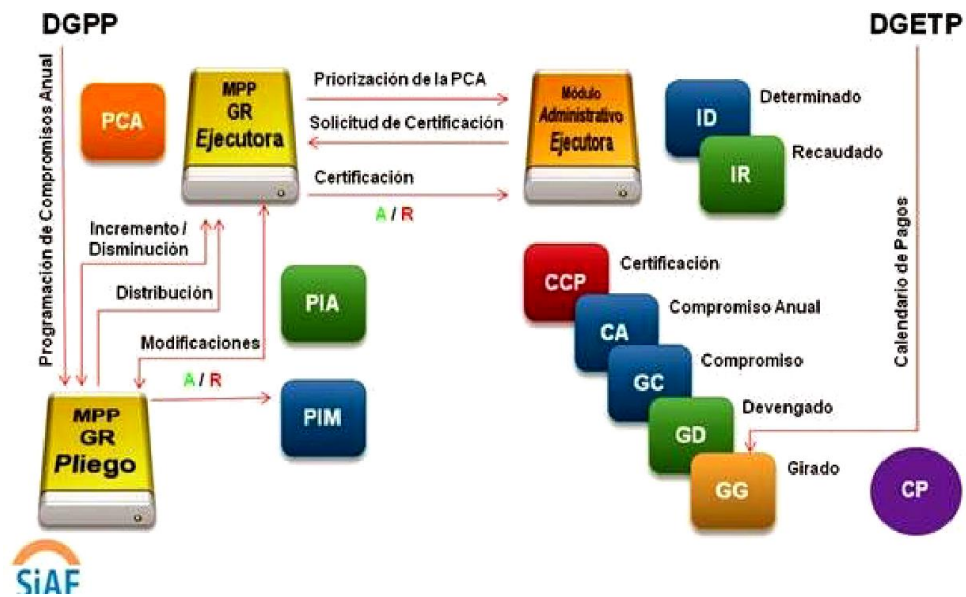 DGPP
DGETP
Programación de Compromisos Anual
PCA
MPP
GR
Ejecutora
Priorización de la PCA
Solicitud de Certificación
Certificación
A / R
Módulo
Administrativo
Ejecutora
ID
Determinado
IR
Recaudado
Incremento /
Disminución
Distribución
Modificaciones
A / R
PIA
PIM
MPP
GR
Pliego
CCP
Certificación
CA
Compromiso Anual
GC
Compromiso
GD
Devengado
GG
Girado
Calendario de Pagos
CP
SiAF